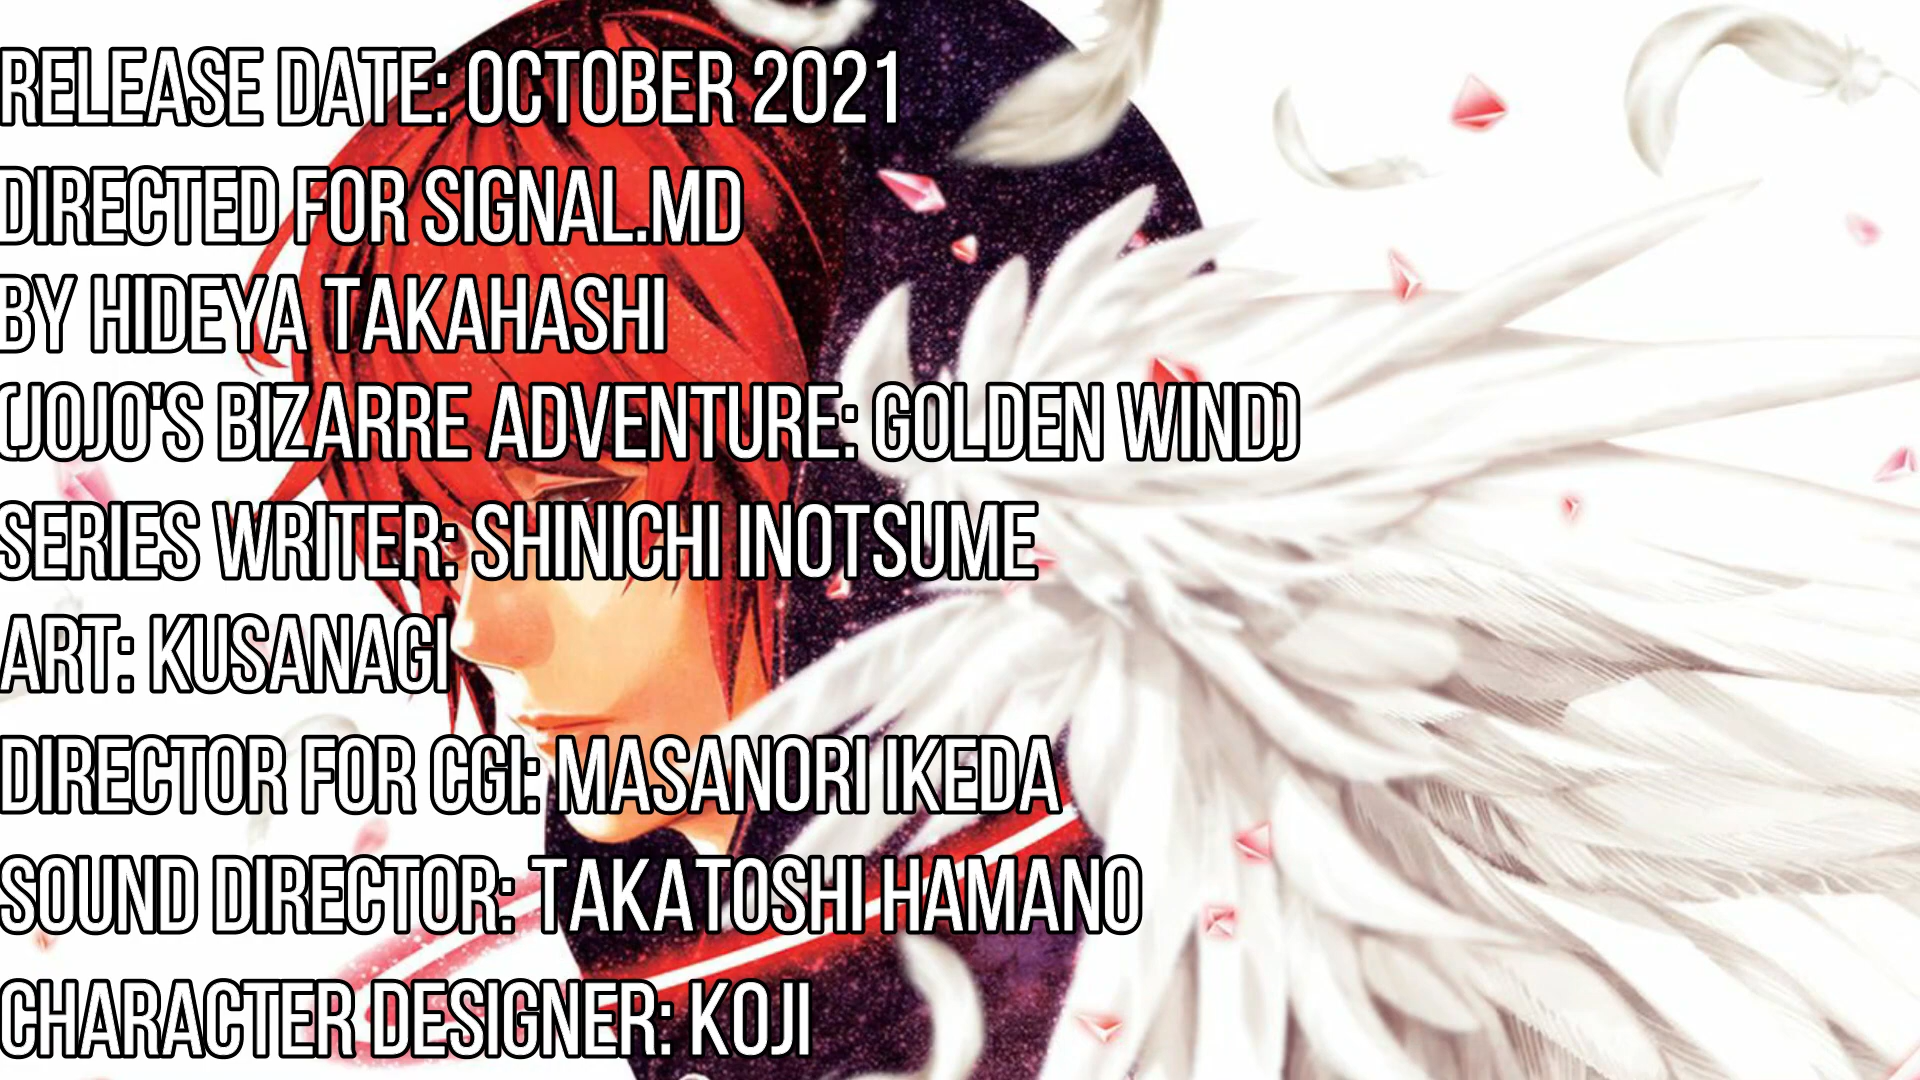 RELEASE DATE: OCTOBER 2021
DIRECTED FOR SIGNAL.MD
BY HIDEYA TAKAHASHI
(JOJO'S BIZARRE ADVENTURE: GOLDEN WIND)
SERIES WRITER: SHINICHI INOTSUME
ART: KUSANAGI
DIRECTOR FOR CGI: MASANORI IKEDA
SOUND DIRECTOR: TAKATOSHI HAMANO
CHARACTER DESIGNER: KOJI